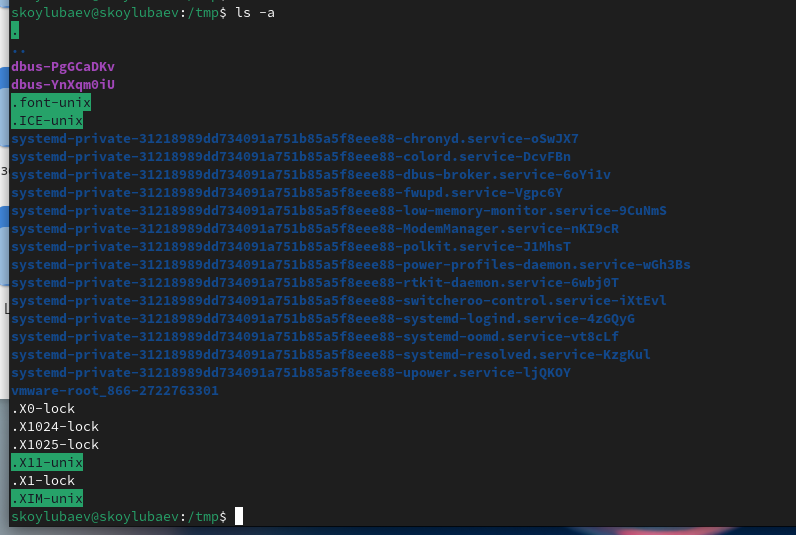 skoylubaev@skoylubaev:/tmp$ ls -a
.
..
dbus-PgGCaDKv
dbus-YnXqm0iU
.font-unix
.ICE-unix
systemd-private-31218989dd734091a751b85a5f8eee88-chronyd.service-oSwJX7
systemd-private-31218989dd734091a751b85a5f8eee88-colord.service-DcvFBn
systemd-private-31218989dd734091a751b85a5f8eee88-dbus-broker.service-6oYi1v
systemd-private-31218989dd734091a751b85a5f8eee88-fwupd.service-Vgpc6Y
systemd-private-31218989dd734091a751b85a5f8eee88-low-memory-monitor.service-9CuNmS
systemd-private-31218989dd734091a751b85a5f8eee88-ModemManager.service-nKI9cR
systemd-private-31218989dd734091a751b85a5f8eee88-polkit.service-J1MhsT
systemd-private-31218989dd734091a751b85a5f8eee88-power-profiles-daemon.service-wGh3Bs
systemd-private-31218989dd734091a751b85a5f8eee88-rtkit-daemon.service-6wbj0T
systemd-private-31218989dd734091a751b85a5f8eee88-switcheroo-control.service-iXtEvl
systemd-private-31218989dd734091a751b85a5f8eee88-systemd-logind.service-4zGQyG
systemd-private-31218989dd734091a751b85a5f8eee88-systemd-oomd.service-vt8cLf
systemd-private-31218989dd734091a751b85a5f8eee88-systemd-resolved.service-KzgKul
systemd-private-31218989dd734091a751b85a5f8eee88-upower.service-ljQKOY
vmware-root_866-2722763301
.X0-lock
.X1024-lock
.X1025-lock
.X11-unix
.X1-lock
.XIM-unix
skoylubaev@skoylubaev:/tmp$